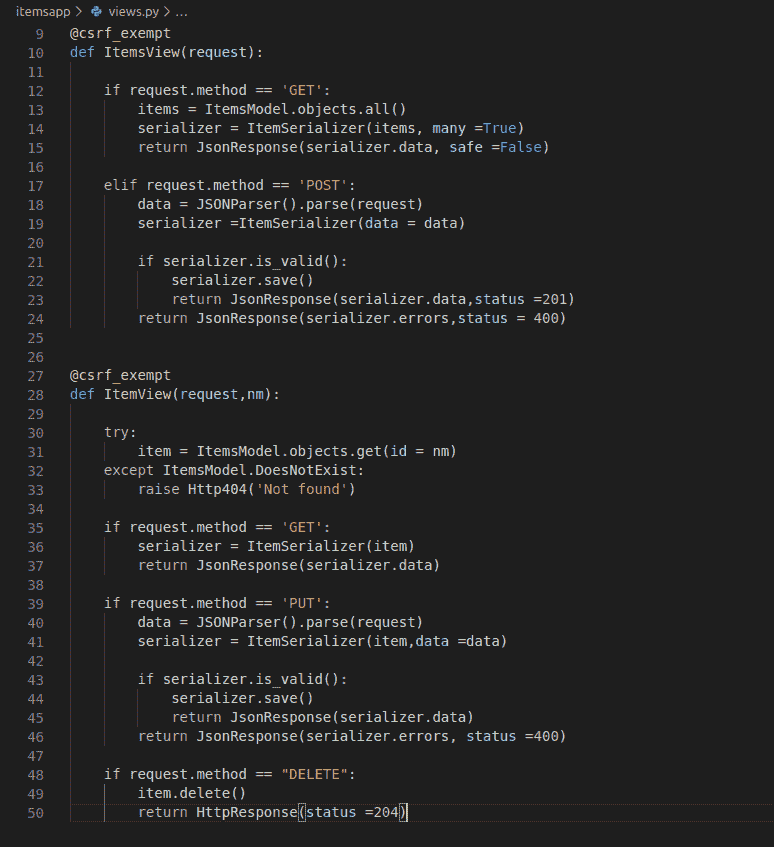 itemsapp > views.py > ...
9 @csrf_exempt
10 def ItemsView(request):
11
12     if request.method == 'GET':
13         items = ItemsModel.objects.all()
14         serializer = ItemSerializer(items, many =True)
15         return JsonResponse(serializer.data, safe =False)
16
17     elif request.method == 'POST':
18         data = JSONParser().parse(request)
19         serializer =ItemSerializer(data = data)
20
21         if serializer.is_valid():
22             serializer.save()
23             return JsonResponse(serializer.data,status =201)
24         return JsonResponse(serializer.errors,status = 400)
25
26
27 @csrf_exempt
28 def ItemView(request,nm):
29
30     try:
31         item = ItemsModel.objects.get(id = nm)
32     except ItemsModel.DoesNotExist:
33         raise Http404('Not found')
34
35     if request.method == 'GET':
36         serializer = ItemSerializer(item)
37         return JsonResponse(serializer.data)
38
39     if request.method == 'PUT':
40         data = JSONParser().parse(request)
41         serializer = ItemSerializer(item,data =data)
42
43         if serializer.is_valid():
44             serializer.save()
45             return JsonResponse(serializer.data)
46         return JsonResponse(serializer.errors, status =400)
47
48     if request.method == "DELETE":
49         item.delete()
50         return HttpResponse(status =204)